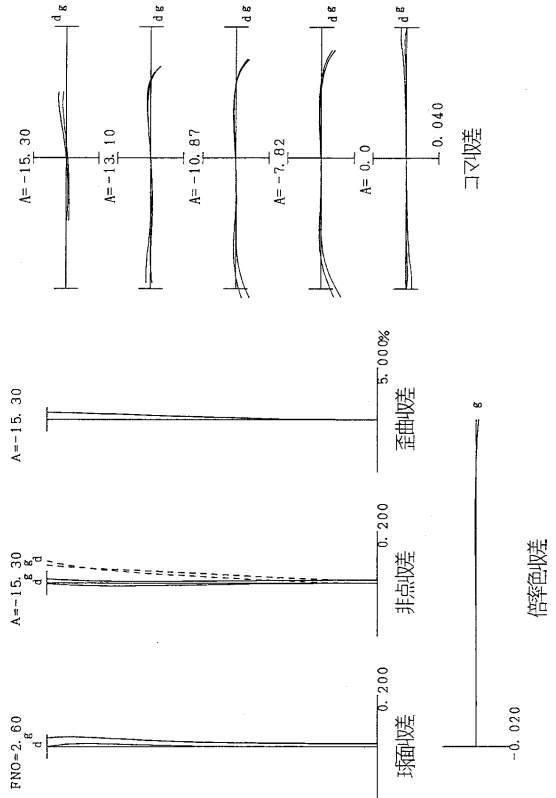 FNO=2.60
g
d
0.200
球面収差
A=-15.30
g
g
d
d
0.200
非点収差
A=-15.30
5.000%
歪曲収差
-0.020
g
倍率色収差
A=-15.30
d g
A=-13.10
d g
A=-10.87
d g
A=-7.82
d g
A=0.0
d g
0.040
コマ収差